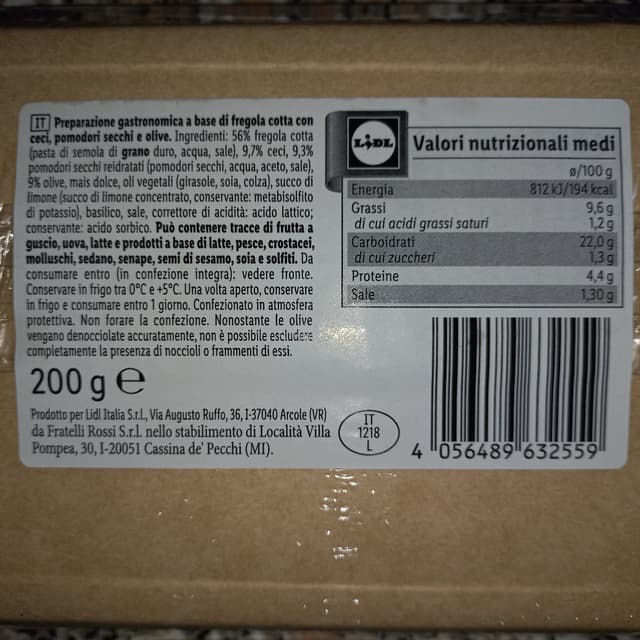 IT Preparazione gastronomica a base di fregola cotta con
ceci, pomodori secchi e olive. Ingredienti: 56% fregola cotta
(pasta di semola di grano duro, acqua, sale), 9,7% ceci, 9,3%
pomodori secchi reidratati (pomodori secchi, acqua, aceto, sale),
9% olive, mais dolce, oli vegetali (girasole, soia, colza), succo di
limone (succo di limone concentrato, conservante: metabisolfito
di potassio), basilico, sale, correttore di acidità: acido lattico;
conservante: acido sorbico. Può contenere tracce di frutta a
guscio, uova, latte e prodotti a base di latte, pesce, crostacei,
molluschi, sedano, senape, semi di sesamo, soia e solfiti. Da
consumare entro (in confezione integra): vedere fronte.
Conservare in frigo tra 0°C e +5°C. Una volta aperto, conservare
in frigo e consumare entro 1 giorno. Confezionato in atmosfera
protettiva. Non forare la confezione. Nonostante le olive
vengano denocciolate accuratamente, non è possibile escludere
completamente la presenza di noccioli o frammenti di essi.
200 g ℮
Prodotto per Lidl Italia S.r.l., Via Augusto Ruffo, 36, I-37040 Arcole (VR)
da Fratelli Rossi S.r.l. nello stabilimento di Località Villa
Pompea, 30, I-20051 Cassina de' Pecchi (MI).
IT
1218
L
LIDL
Valori nutrizionali medi
ø/100 g
Energia 812 kJ/194 kcal
Grassi 9,6 g
di cui acidi grassi saturi 1,2 g
Carboidrati 22,0 g
di cui zuccheri 1,3 g
Proteine 4,4 g
Sale 1,30 g
4 056489 632559